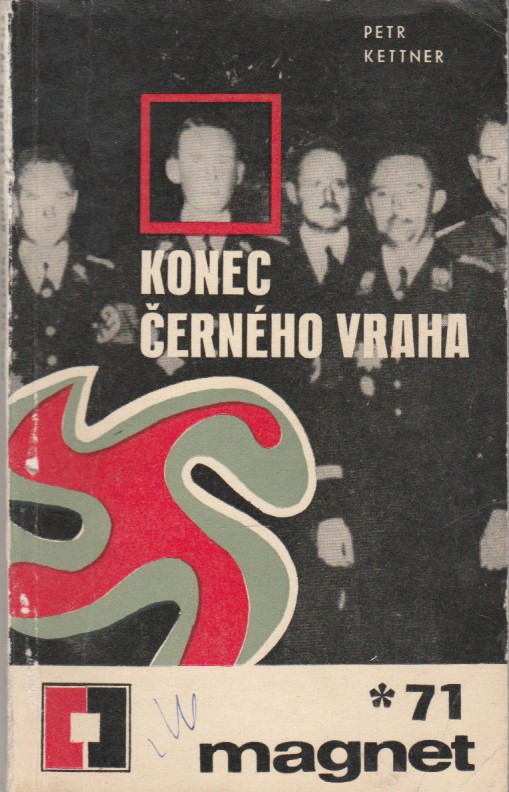 PETR
KETTNER
KONEC
ČERNÉHO VRAHA
*71
magnet